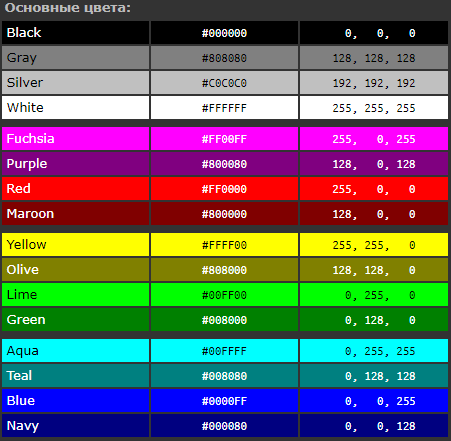 Основные цвета:
Black #000000 0, 0, 0
Gray #808080 128, 128, 128
Silver #C0C0C0 192, 192, 192
White #FFFFFF 255, 255, 255
Fuchsia #FF00FF 255, 0, 255
Purple #800080 128, 0, 128
Red #FF0000 255, 0, 0
Maroon #800000 128, 0, 0
Yellow #FFFF00 255, 255, 0
Olive #808000 128, 128, 0
Lime #00FF00 0, 255, 0
Green #008000 0, 128, 0
Aqua #00FFFF 0, 255, 255
Teal #008080 0, 128, 128
Blue #0000FF 0, 0, 255
Navy #000080 0, 0, 128